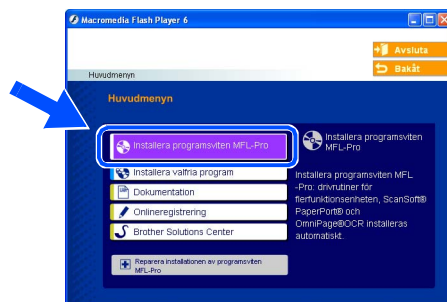 Macromedia Flash Player 6
Avsluta
Bakåt
Huvudmenyn
Huvudmenyn
Installera programsviten MFL-Pro
Installera valfria program
Dokumentation
Onlineregistrering
Brother Solutions Center
Reparera installationen av programsviten
MFL-Pro
Installera programsviten
MFL-Pro
Installera programsviten MFL
-Pro: drivrutiner för
flerfunktionsenheten, ScanSoft®
PaperPort® och
OmniPage®OCR installeras
automatiskt.